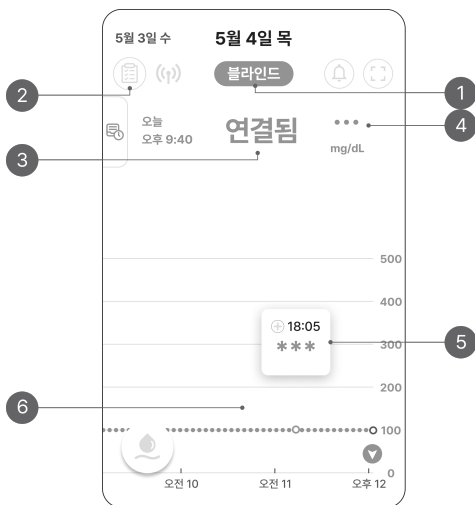 5월 3일 수
5월 4일 목
블라인드
1
2
오늘
오후 9:40
연결됨
•••
mg/dL
3
4
500
400
18:05
***
300
5
200
6
100
0
오전 10
오전 11
오후 12